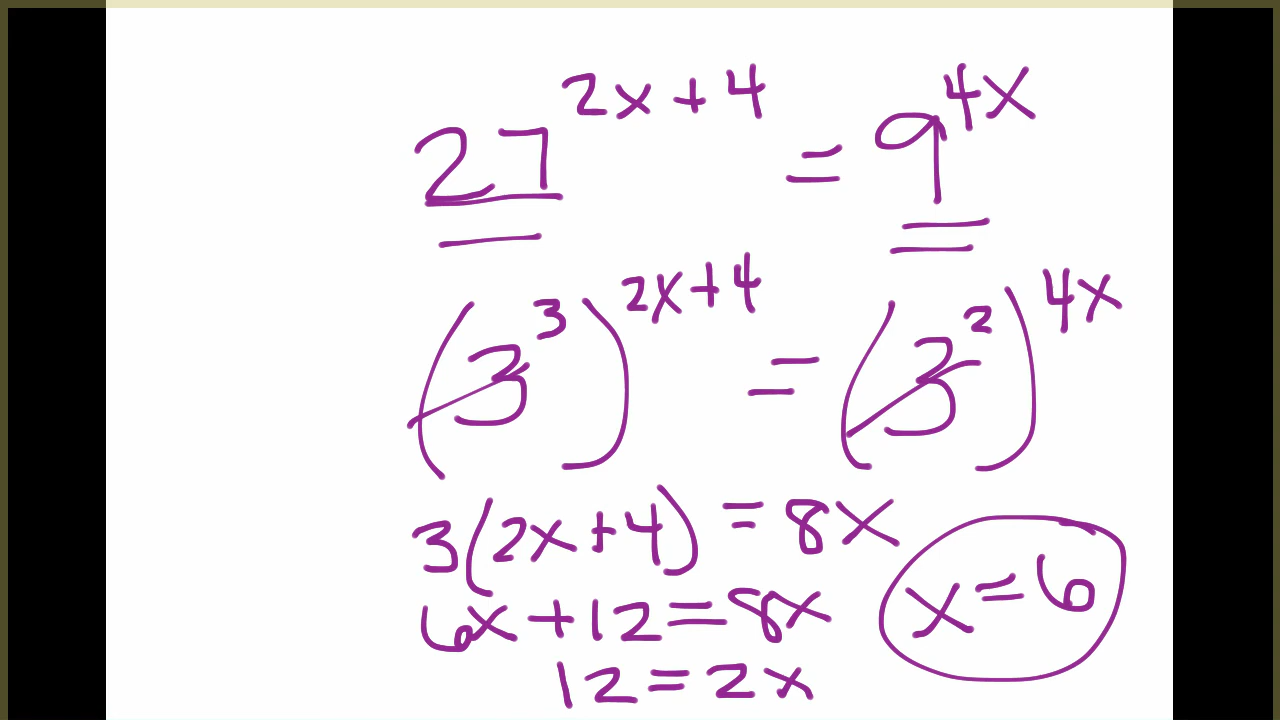 27^{2x+4} = 9^{4x}
(3^3)^{2x+4} = (3^2)^{4x}
3(2x+4) = 8x
6x+12=8x
12=2x
x=6